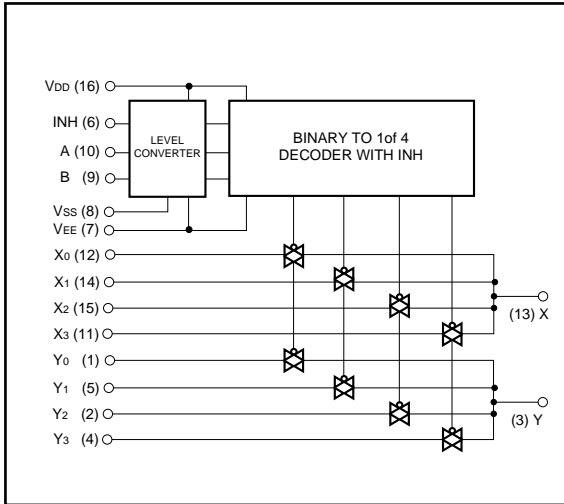 VDD (16)
INH (6)
A (10)
B (9)
VSS (8)
VEE (7)
LEVEL
CONVERTER
BINARY TO 1of 4
DECODER WITH INH
X0 (12)
X1 (14)
X2 (15)
X3 (11)
Y0 (1)
Y1 (5)
Y2 (2)
Y3 (4)
(13) X
(3) Y